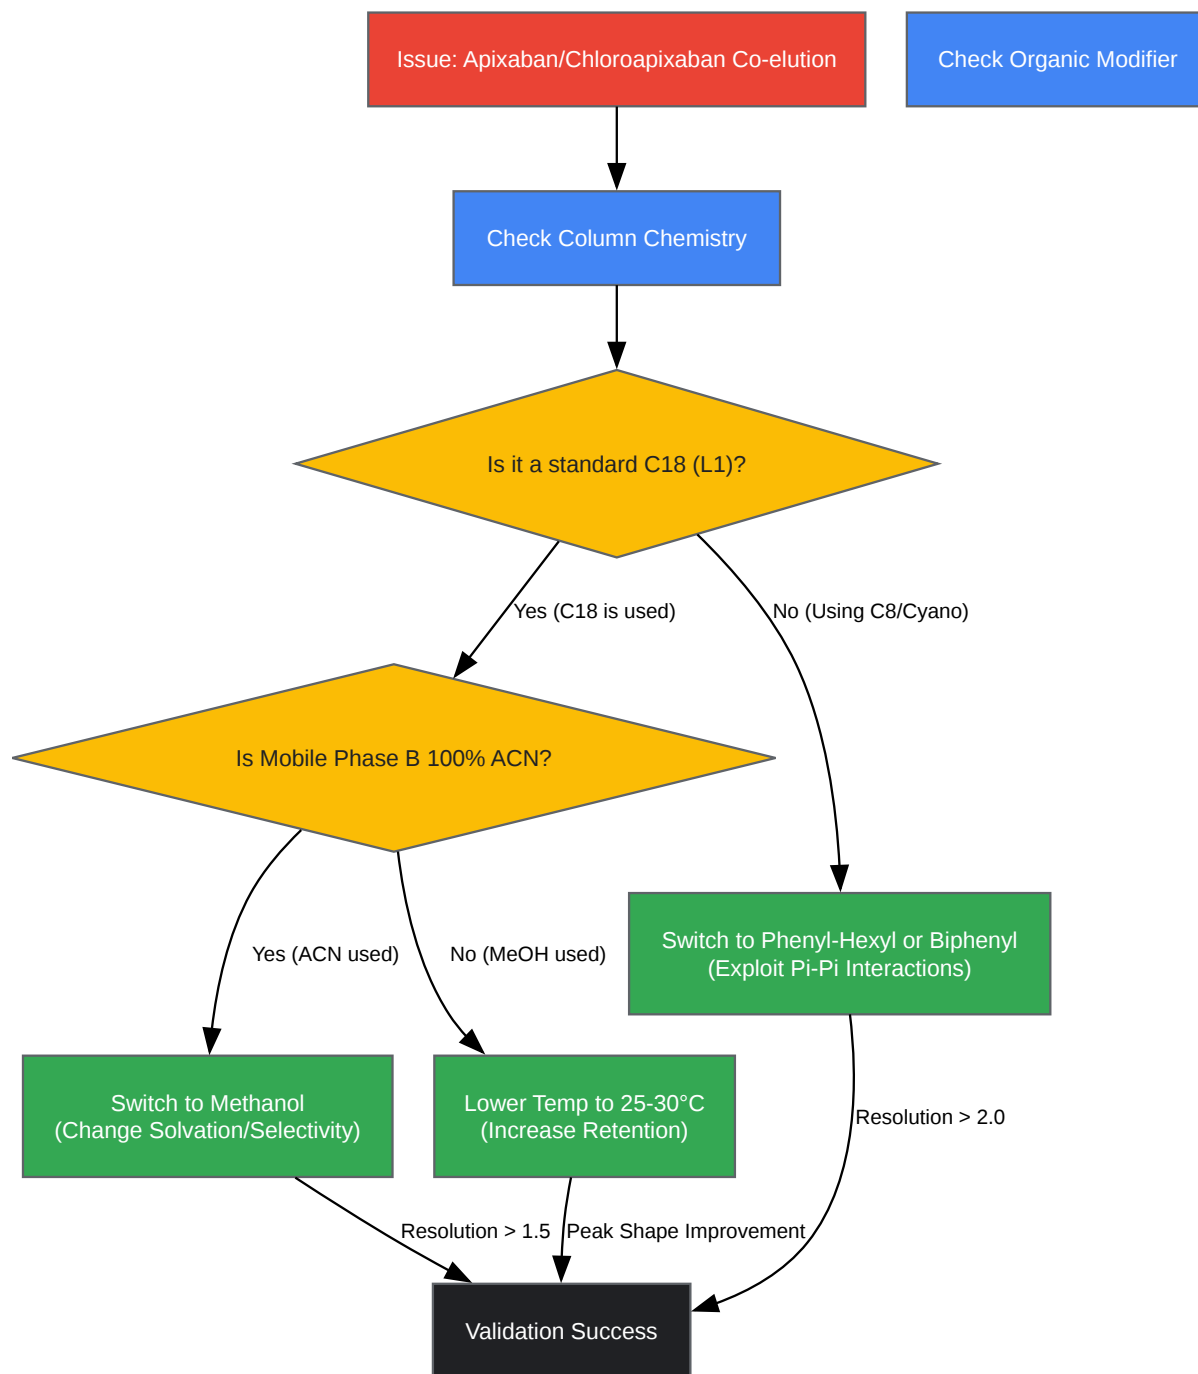 Issue: Apixaban/Chloroapixaban Co-elution
Check Organic Modifier
Check Column Chemistry
Is it a standard C18 (L1)?
Yes (C18 is used)
No (Using C8/Cyano)
Is Mobile Phase B 100% ACN?
Yes (ACN used)
No (MeOH used)
Switch to Phenyl-Hexyl or Biphenyl
(Exploit Pi-Pi Interactions)
Switch to Methanol
(Change Solvation/Selectivity)
Lower Temp to 25-30°C
(Increase Retention)
Resolution > 2.0
Resolution > 1.5
Peak Shape Improvement
Validation Success